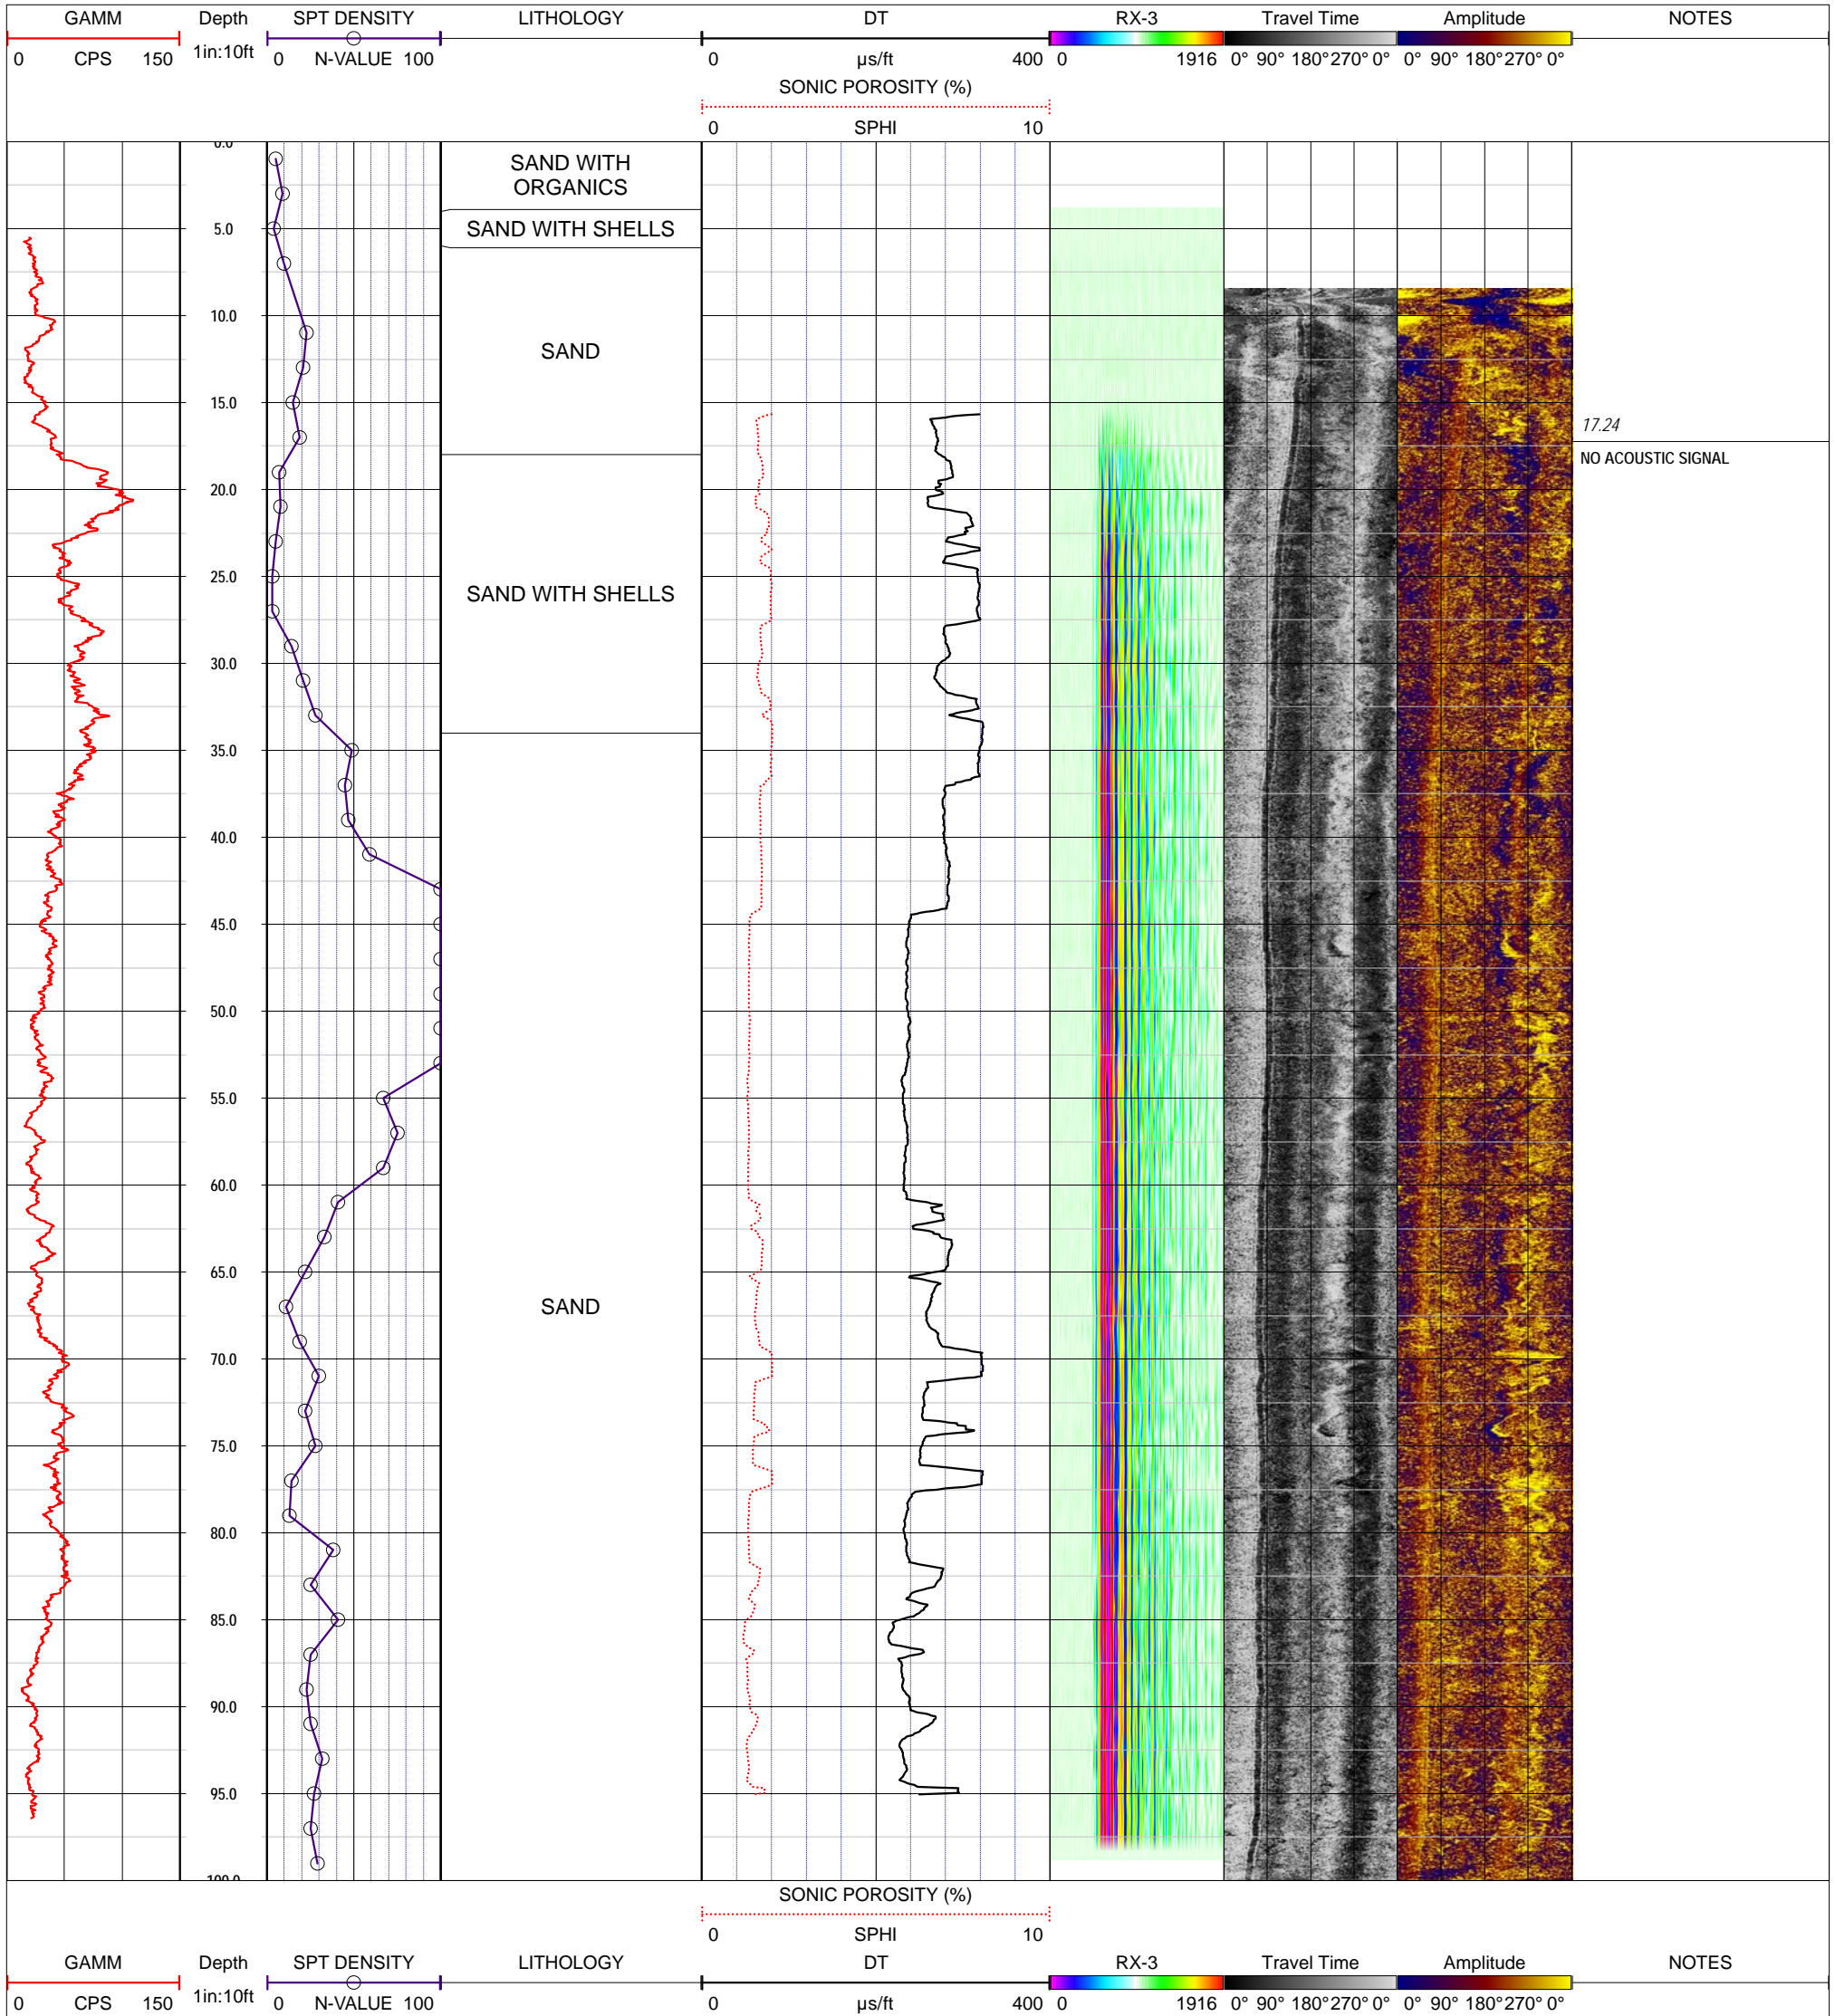 GAMM Depth SPT DENSITY LITHOLOGY DT RX-3 Travel Time Amplitude NOTES
0 CPS 150 1in:10ft 0 N-VALUE 100 0 µs/ft 400 0 1916 0° 90° 180°270° 0° 0° 90° 180°270° 0°
SONIC POROSITY (%)
0 SPHI 10
0.0
SAND WITH
ORGANICS
5.0 SAND WITH SHELLS
10.0
SAND
15.0
17.24
NO ACOUSTIC SIGNAL
20.0
25.0
SAND WITH SHELLS
30.0
35.0
40.0
45.0
50.0
55.0
60.0
65.0
SAND
70.0
75.0
80.0
85.0
90.0
95.0
100.0
SONIC POROSITY (%)
0 SPHI 10
GAMM Depth SPT DENSITY LITHOLOGY DT RX-3 Travel Time Amplitude NOTES
0 CPS 150 1in:10ft 0 N-VALUE 100 0 µs/ft 400 0 1916 0° 90° 180°270° 0° 0° 90° 180°270° 0°